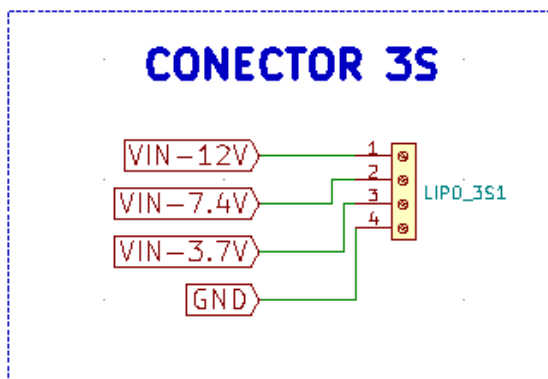 CONECTOR 3S
VIN-12V
1
VIN-7.4V
2
VIN-3.7V
3
GND
4
LIPO_3S1